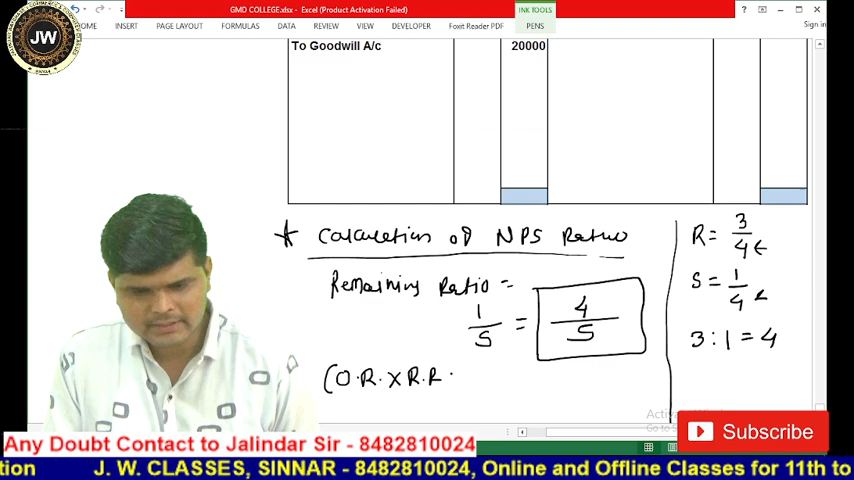 GMD COLLEGE.xlsx - Excel (Product Activation Failed)
INK TOOLS
Sign in
HOME INSERT PAGE LAYOUT FORMULAS DATA REVIEW VIEW DEVELOPER Foxit Reader PDF ACROBAT PENS
JW
To Goodwill A/c 20000
Calculation of NPS Ratio
Remaining Ratio =
1/5 = 4/5
(O.R. X R.R.
R = 3/4
S = 1/4
3 : 1 = 4
Subscribe
Any Doubt Contact to Jalindar Sir - 8482810024
tion J. W. CLASSES, SINNAR - 8482810024, Online and Offline Classes for 11th to